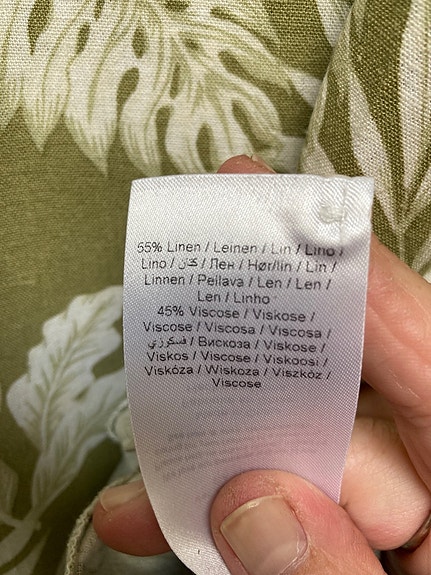 55% Linen / Leinen / Lin / Lino /
Lino / كتان / Лен / Hør/lin / Lin /
Linnen / Pellava / Len / Len /
Len / Linho
45% Viscose / Viskose /
Viscose / Viscosa / Viscosa /
فسكرزي / Вискоза / Viskose /
Viskos / Viscose / Viskoosi /
Viskóza / Wiskoza / Viszkóz /
Viscose